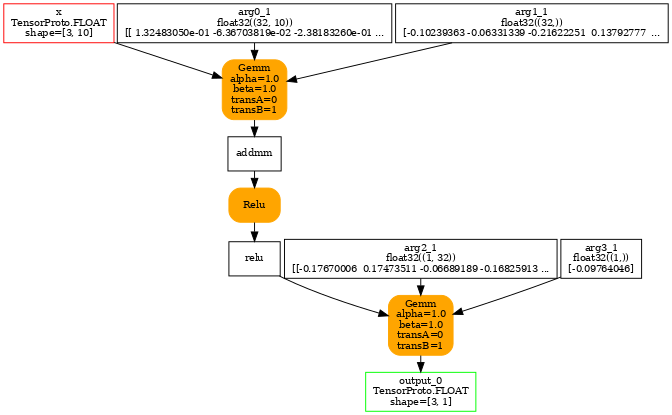 x
TensorProto.FLOAT
shape=[3, 10]
arg0_1
float32((32, 10))
[[ 1.32483050e-01 -6.36703819e-02 -2.38183260e-01 ...
arg1_1
float32((32,))
[-0.10239363 -0.06331339 -0.21622251  0.13792777  ...
Gemm
alpha=1.0
beta=1.0
transA=0
transB=1
addmm
Relu
relu
arg2_1
float32((1, 32))
[[-0.17670006  0.17473511 -0.06689189 -0.16825913 ...
arg3_1
float32((1,))
[-0.09764046]
Gemm
alpha=1.0
beta=1.0
transA=0
transB=1
output_0
TensorProto.FLOAT
shape=[3, 1]